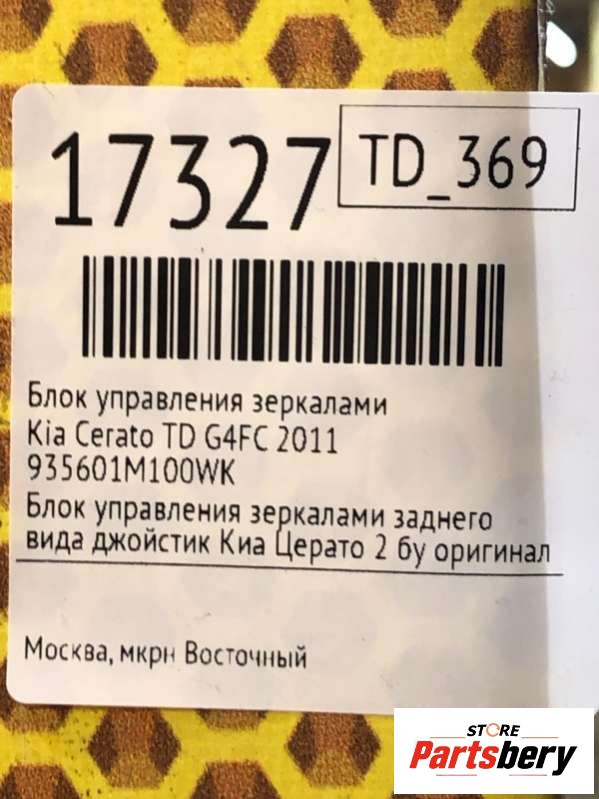 17327
TD_369
Блок управления зеркалами
Kia Cerato TD G4FC 2011
935601M100WK
Блок управления зеркалами заднего
вида джойстик Киа Церато 2 бу оригинал
Москва, мкрн Восточный
STORE
Partsbery